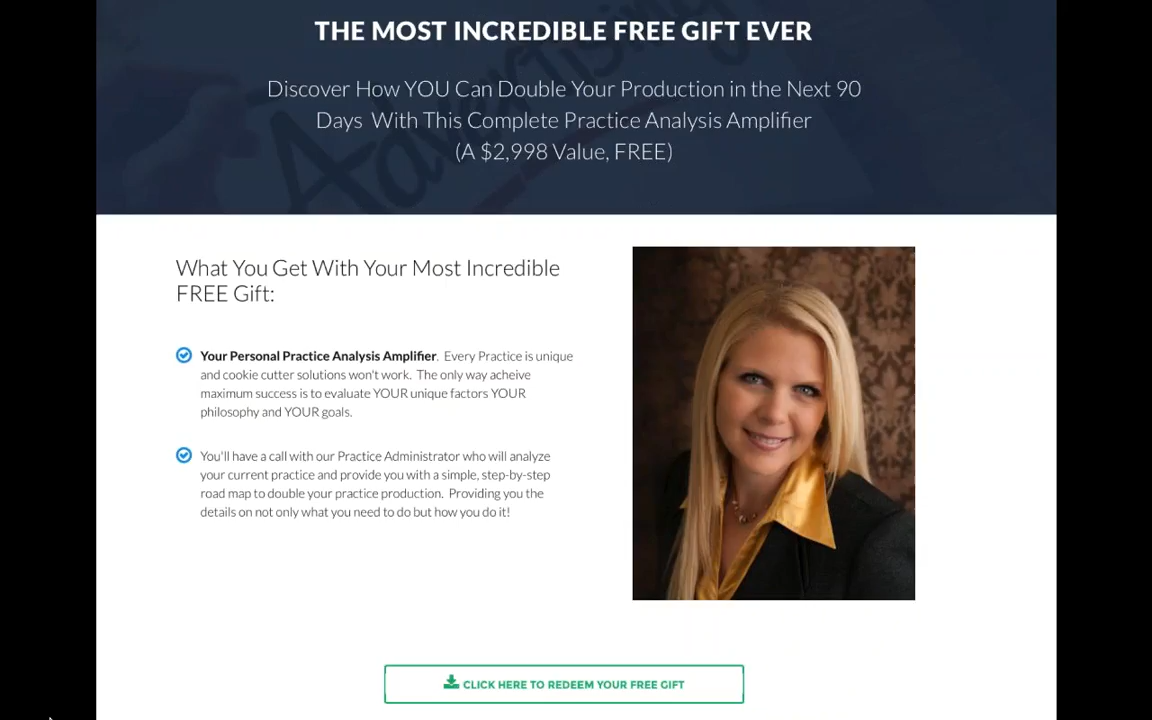 THE MOST INCREDIBLE FREE GIFT EVER
Advertising
Discover How YOU Can Double Your Production in the Next 90
Days With This Complete Practice Analysis Amplifier
(A $2,998 Value, FREE)
What You Get With Your Most Incredible
FREE Gift:
Your Personal Practice Analysis Amplifier. Every Practice is unique
and cookie cutter solutions won't work. The only way acheive
maximum success is to evaluate YOUR unique factors YOUR
philosophy and YOUR goals.
You'll have a call with our Practice Administrator who will analyze
your current practice and provide you with a simple, step-by-step
road map to double your practice production. Providing you the
details on not only what you need to do but how you do it!
CLICK HERE TO REDEEM YOUR FREE GIFT